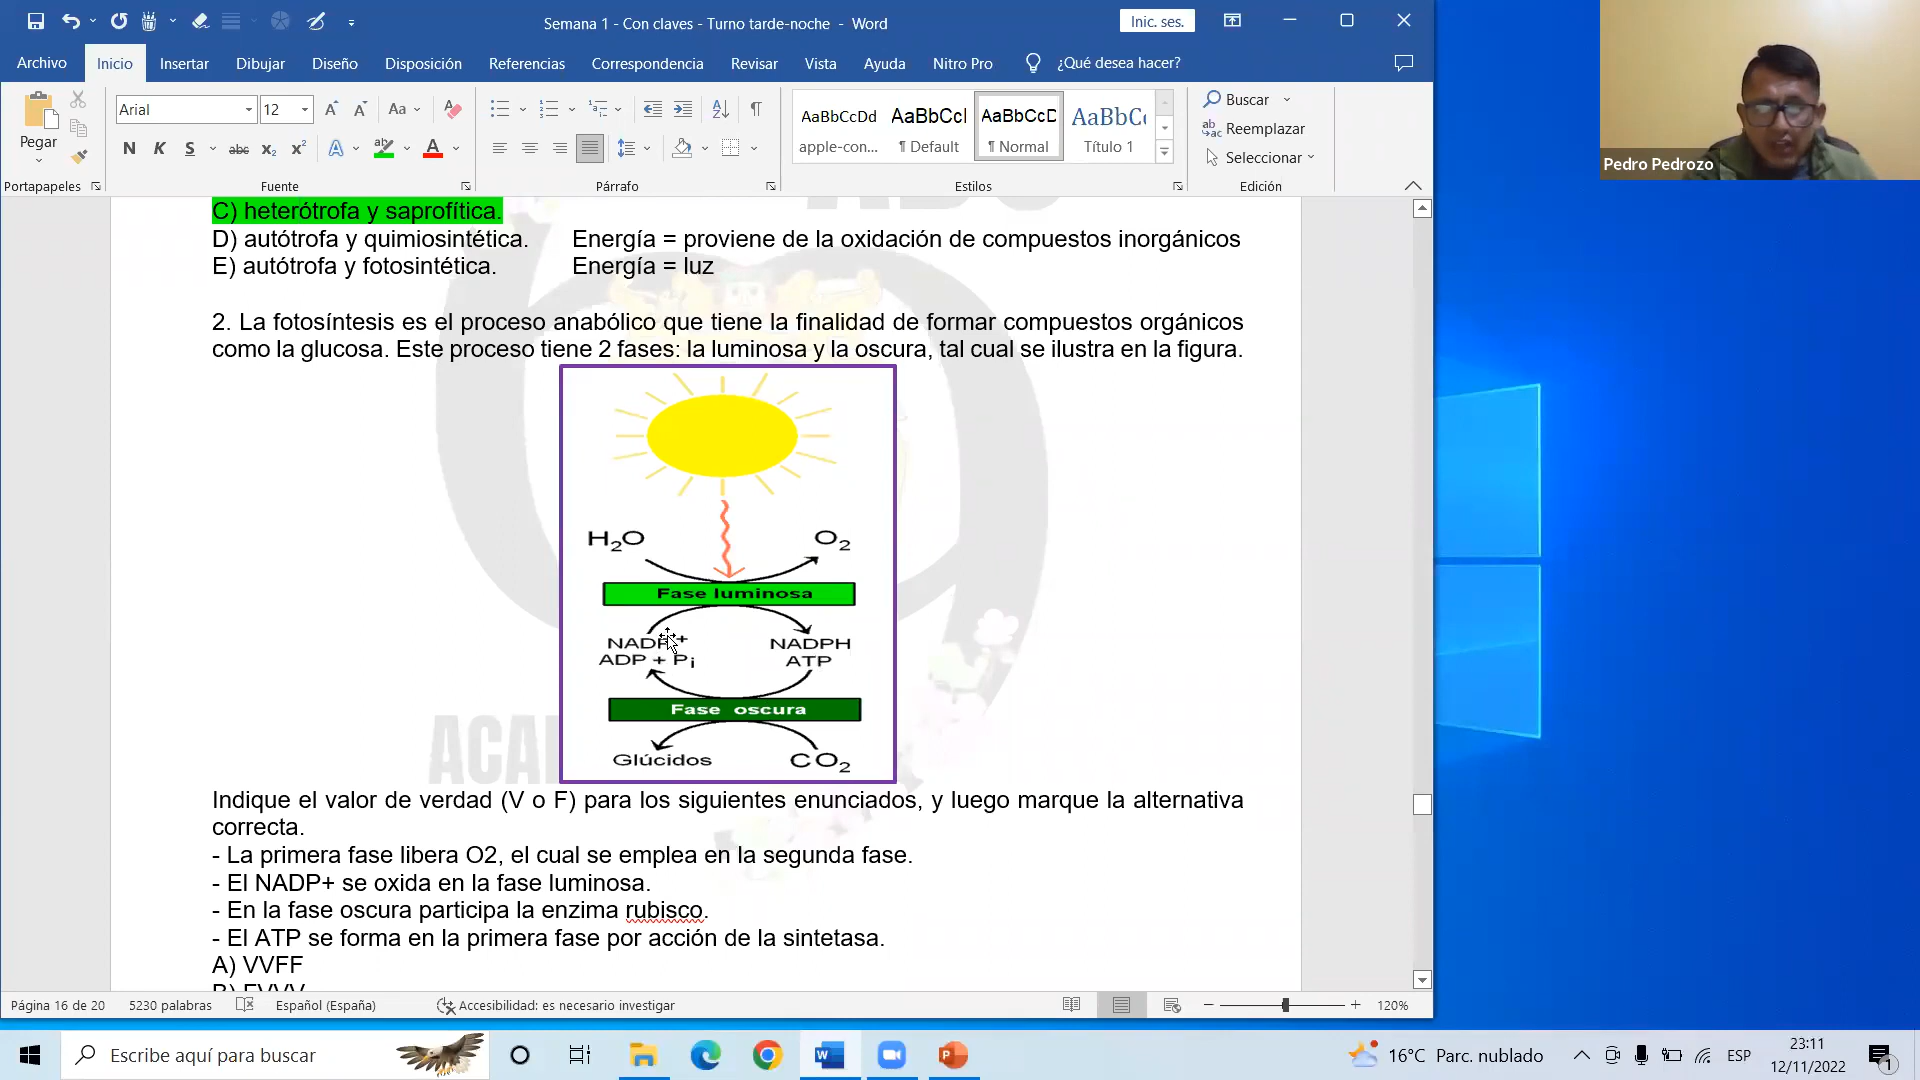 Semana 1 - Con claves - Turno tarde-noche - Word
Inic. ses.
Archivo Inicio Insertar Dibujar Diseño Disposición Referencias Correspondencia Revisar Vista Ayuda Nitro Pro ¿Qué desea hacer?
Pegar
Arial 12
Aa
N K S abc x₂ x² A ab A
AaBbCcDd AaBbCcI AaBbCcD AaBbCc
apple-con... ¶ Default ¶ Normal Título 1
Buscar
Reemplazar
Seleccionar
Portapapeles Fuente Párrafo Estilos Edición
Pedro Pedrozo
C) heterótrofa y saprofítica.
D) autótrofa y quimiosintética. Energía = proviene de la oxidación de compuestos inorgánicos
E) autótrofa y fotosintética. Energía = luz
2. La fotosíntesis es el proceso anabólico que tiene la finalidad de formar compuestos orgánicos
como la glucosa. Este proceso tiene 2 fases: la luminosa y la oscura, tal cual se ilustra en la figura.
H₂O O₂
Fase luminosa
NADP+ NADPH
ADP + Pi ATP
Fase oscura
Glúcidos CO₂
ACA
Indique el valor de verdad (V o F) para los siguientes enunciados, y luego marque la alternativa
correcta.
- La primera fase libera O2, el cual se emplea en la segunda fase.
- El NADP+ se oxida en la fase luminosa.
- En la fase oscura participa la enzima rubisco.
- El ATP se forma en la primera fase por acción de la sintetasa.
A) VVFF
B) FVVV
Página 16 de 20 5230 palabras Español (España) Accesibilidad: es necesario investigar 120%
Escribe aquí para buscar
16°C Parc. nublado ESP
23:11
12/11/2022
1